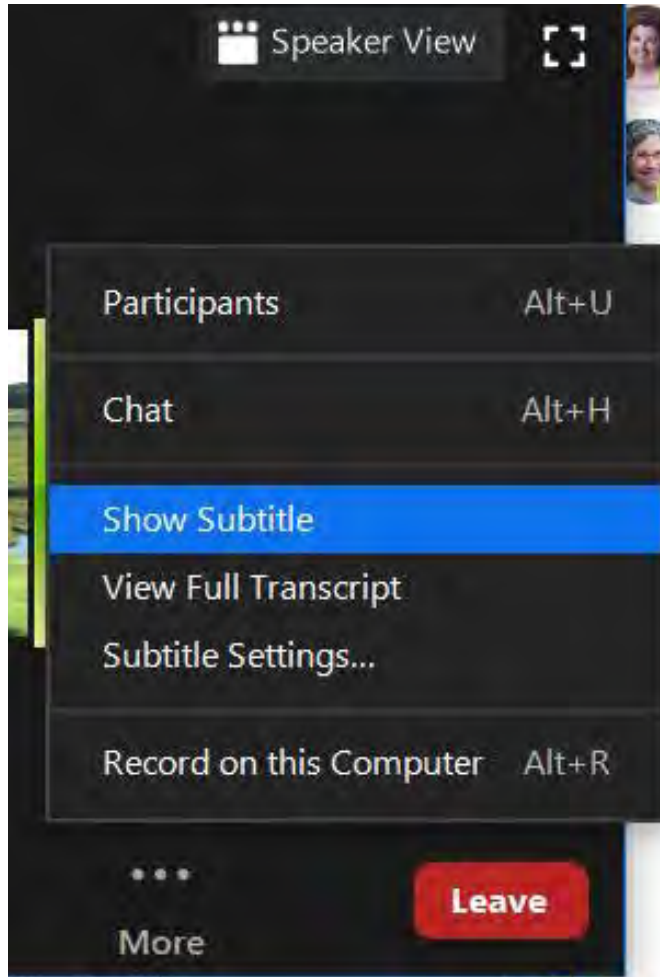 Speaker View
Participants Alt+U
Chat Alt+H
Show Subtitle
View Full Transcript
Subtitle Settings...
Record on this Computer Alt+R
Leave
More